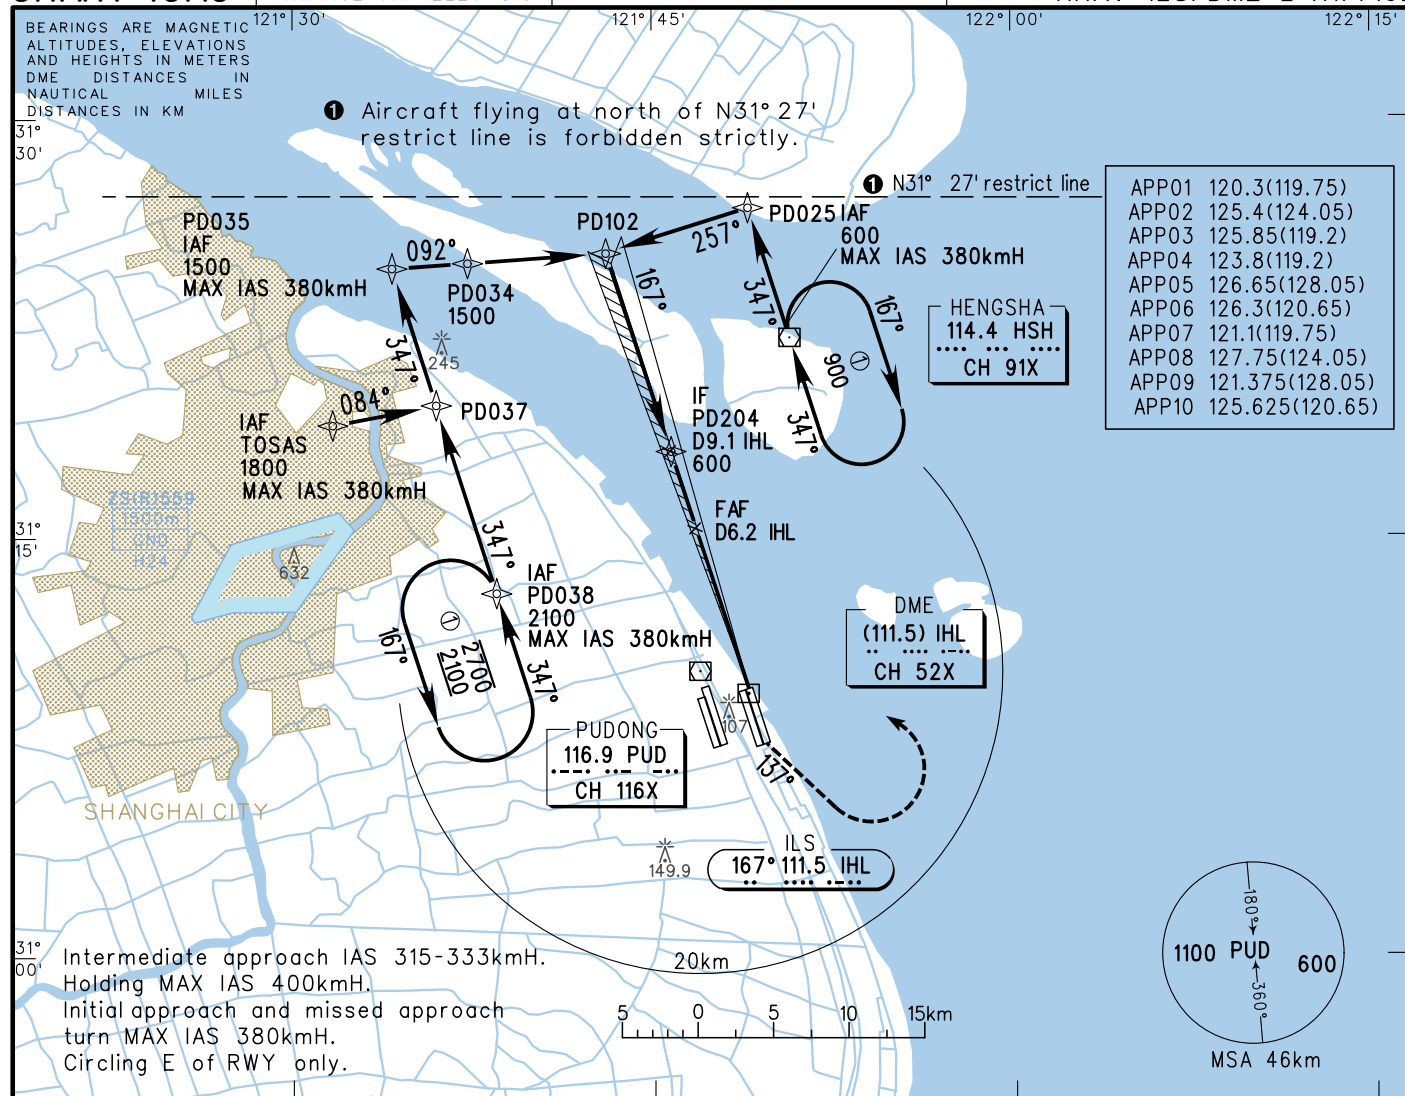 121° 30'
121° 45'
122° 00'
122° 15'
BEARINGS ARE MAGNETIC
ALTITUDES, ELEVATIONS
AND HEIGHTS IN METERS
DME DISTANCES IN
NAUTICAL MILES
DISTANCES IN KM
31°
30'
❶ Aircraft flying at north of N31° 27'
restrict line is forbidden strictly.
❶ N31° 27' restrict line
APP01 120.3(119.75)
APP02 125.4(124.05)
APP03 125.85(119.2)
APP04 123.8(119.2)
APP05 126.65(128.05)
APP06 126.3(120.65)
APP07 121.1(119.75)
APP08 127.75(124.05)
APP09 121.375(128.05)
APP10 125.625(120.65)
PD035
IAF
1500
MAX IAS 380kmH
092°
PD034
1500
PD102
257°
PD025 IAF
600
MAX IAS 380kmH
167°
347°
167°
900
①
347°
HENGSHA
114.4 HSH
CH 91X
245
347°
084°
PD037
IAF
TOSAS
1800
MAX IAS 380kmH
IF
PD204
D9.1 IHL
600
FAF
D6.2 IHL
ZS(R)559
1500m
GND
H24
632
31°
15'
347°
IAF
PD038
2100
MAX IAS 380kmH
①
2700
2100
167°
347°
DME
(111.5) IHL
CH 52X
107
PUDONG
116.9 PUD
CH 116X
137°
SHANGHAI CITY
149.9
ILS
167° 111.5 IHL
31°
00'
Intermediate approach IAS 315-333kmH.
Holding MAX IAS 400kmH.
Initial approach and missed approach
turn MAX IAS 380kmH.
Circling E of RWY only.
20km
5 0 5 10 15km
180°
1100 PUD 600
360°
MSA 46km